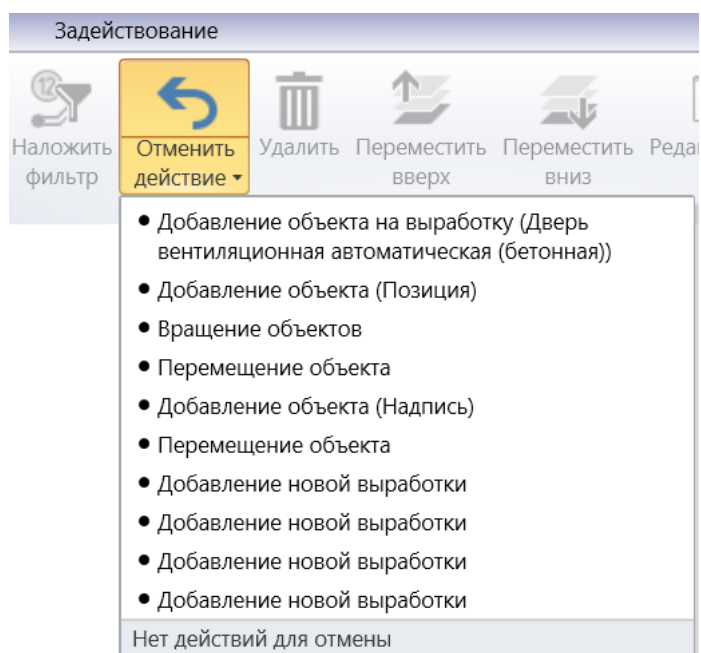 Задействование
Наложить фильтр
Отменить действие
Удалить
Переместить вверх
Переместить вниз
Реда
• Добавление объекта на выработку (Дверь
вентиляционная автоматическая (бетонная))
• Добавление объекта (Позиция)
• Вращение объектов
• Перемещение объекта
• Добавление объекта (Надпись)
• Перемещение объекта
• Добавление новой выработки
• Добавление новой выработки
• Добавление новой выработки
• Добавление новой выработки
Нет действий для отмены